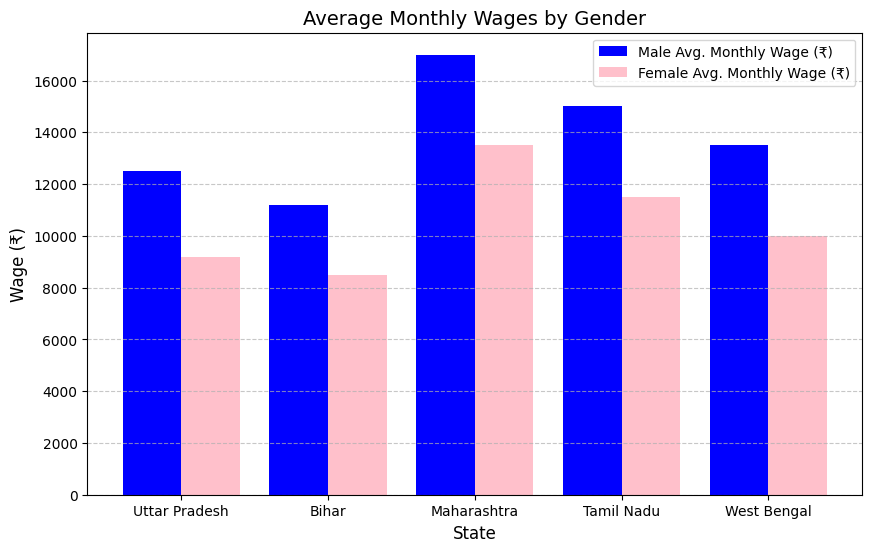 Average Monthly Wages by Gender
Male Avg. Monthly Wage (₹)
Female Avg. Monthly Wage (₹)
Wage (₹)
16000
14000
12000
10000
8000
6000
4000
2000
0
Uttar Pradesh
Bihar
Maharashtra
Tamil Nadu
West Bengal
State